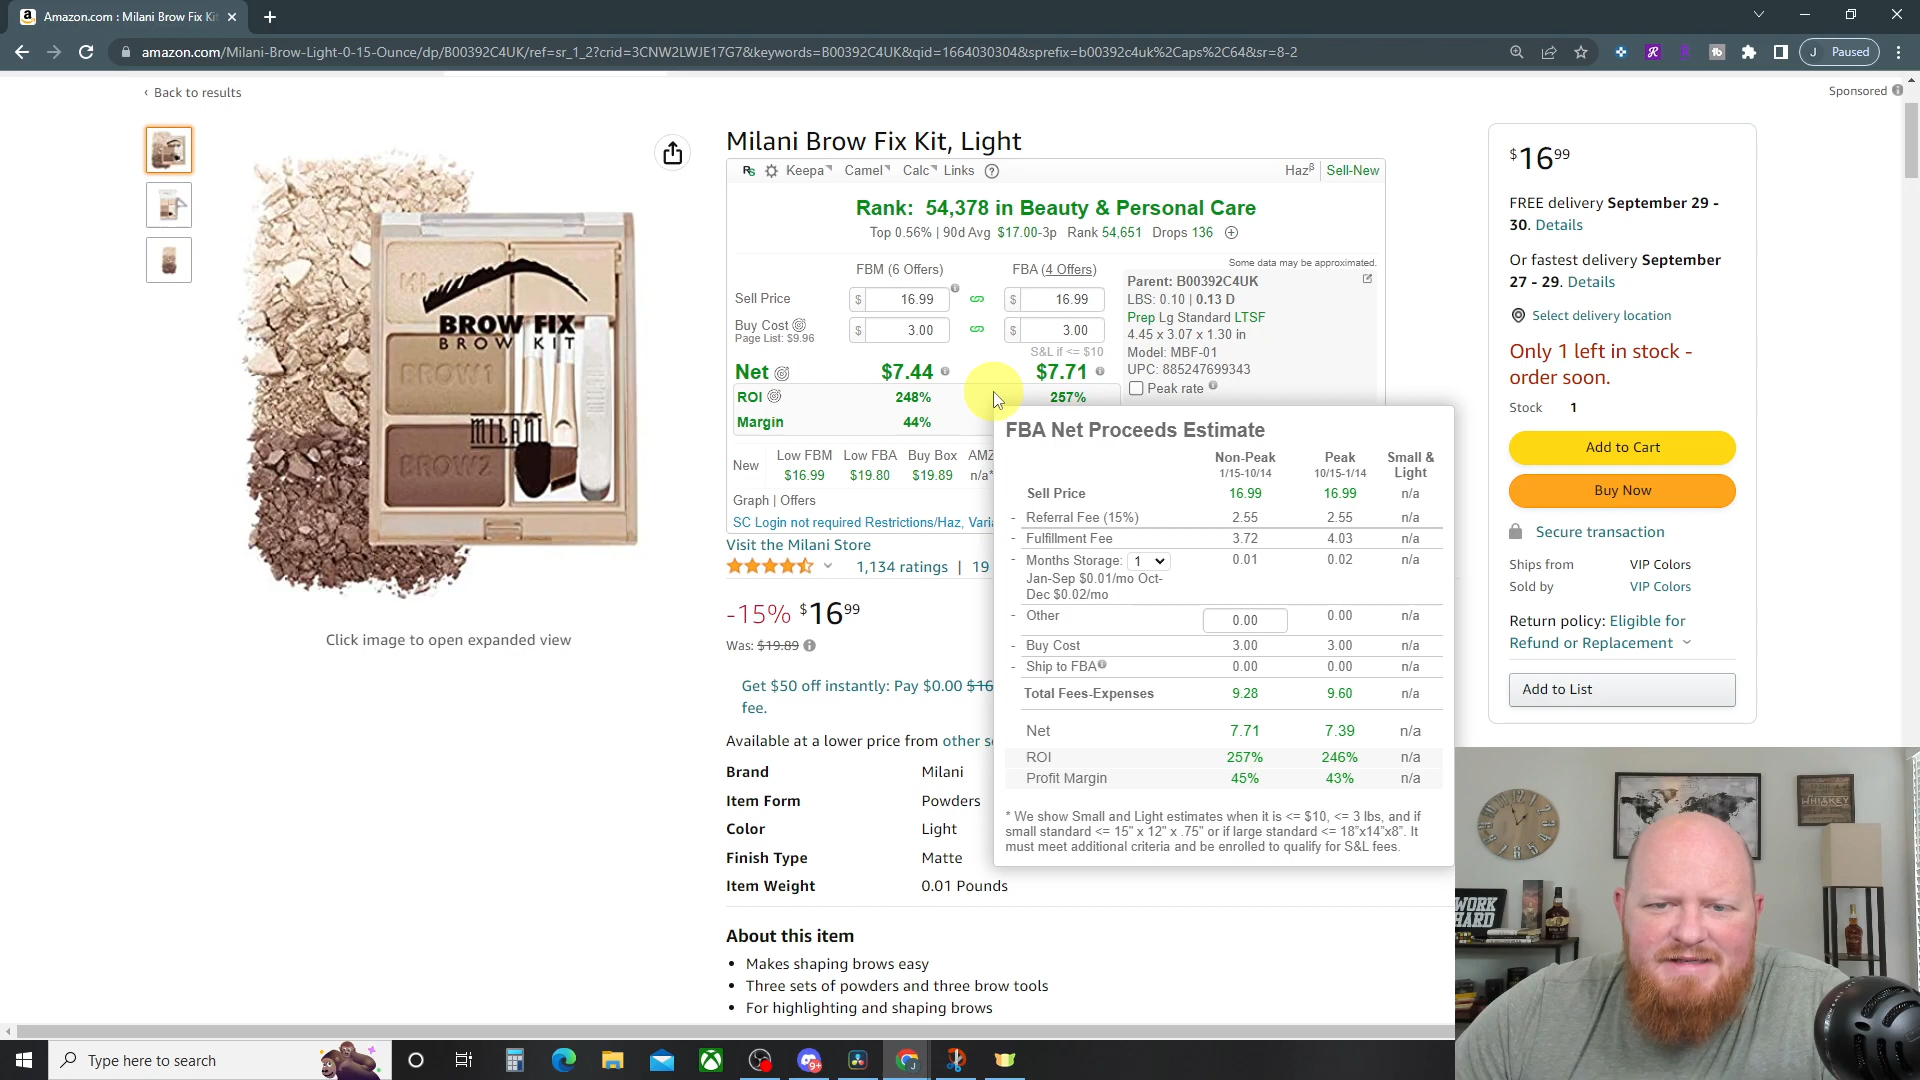 Amazon.com : Milani Brow Fix Kit
amazon.com/Milani-Brow-Light-0-15-Ounce/dp/B00392C4UK/ref=sr_1_2?crid=3CNW2LWJE17G7&keywords=B00392C4UK&qid=1664030304&sprefix=b00392c4uk%2Caps%2C64&sr=8-2
J Paused
‹ Back to results
Sponsored
Milani Brow Fix Kit, Light
Keepa Camel Calc Links ?
Hazβ Sell-New
Rank: 54,378 in Beauty & Personal Care
Top 0.56% | 90d Avg $17.00-3p Rank 54,651 Drops 136
Some data may be approximated.
FBM (6 Offers) FBA (4 Offers)
Sell Price $ 16.99 $ 16.99
Buy Cost $ 3.00 $ 3.00
Page List: $9.96
S&L if <= $10
Net $7.44 $7.71
ROI 248% 257%
Margin 44%
Parent: B00392C4UK
LBS: 0.10 | 0.13 D
Prep Lg Standard LTSF
4.45 x 3.07 x 1.30 in
Model: MBF-01
UPC: 885247699343
Peak rate
Low FBM Low FBA Buy Box AMZ
New $16.99 $19.80 $19.89 n/a*
Graph | Offers
SC Login not required Restrictions/Haz, Varia
Visit the Milani Store
1,134 ratings | 19
-15% $16 99
Was: $19.89
Get $50 off instantly: Pay $0.00 $16
fee.
Available at a lower price from other s
Brand Milani
Item Form Powders
Color Light
Finish Type Matte
Item Weight 0.01 Pounds
About this item
• Makes shaping brows easy
• Three sets of powders and three brow tools
• For highlighting and shaping brows
BROW FIX
BROW KIT
BROW1
MILANI
BROW2
Click image to open expanded view
FBA Net Proceeds Estimate
Non-Peak Peak Small &
1/15-10/14 10/15-1/14 Light
Sell Price 16.99 16.99 n/a
- Referral Fee (15%) 2.55 2.55 n/a
- Fulfillment Fee 3.72 4.03 n/a
- Months Storage: 1 0.01 0.02 n/a
Jan-Sep $0.01/mo Oct-
Dec $0.02/mo
- Other 0.00 0.00 n/a
- Buy Cost 3.00 3.00 n/a
- Ship to FBA 0.00 0.00 n/a
Total Fees-Expenses 9.28 9.60 n/a
Net 7.71 7.39 n/a
ROI 257% 246% n/a
Profit Margin 45% 43% n/a
* We show Small and Light estimates when it is <= $10, <= 3 lbs, and if
small standard <= 15" x 12" x .75" or if large standard <= 18"x14"x8". It
must meet additional criteria and be enrolled to qualify for S&L fees.
$16 99
FREE delivery September 29 -
30. Details
Or fastest delivery September
27 - 29. Details
Select delivery location
Only 1 left in stock -
order soon.
Stock 1
Add to Cart
Buy Now
Secure transaction
Ships from VIP Colors
Sold by VIP Colors
Return policy: Eligible for
Refund or Replacement
Add to List
WHISKEY
WORK
HARD
Type here to search
9+